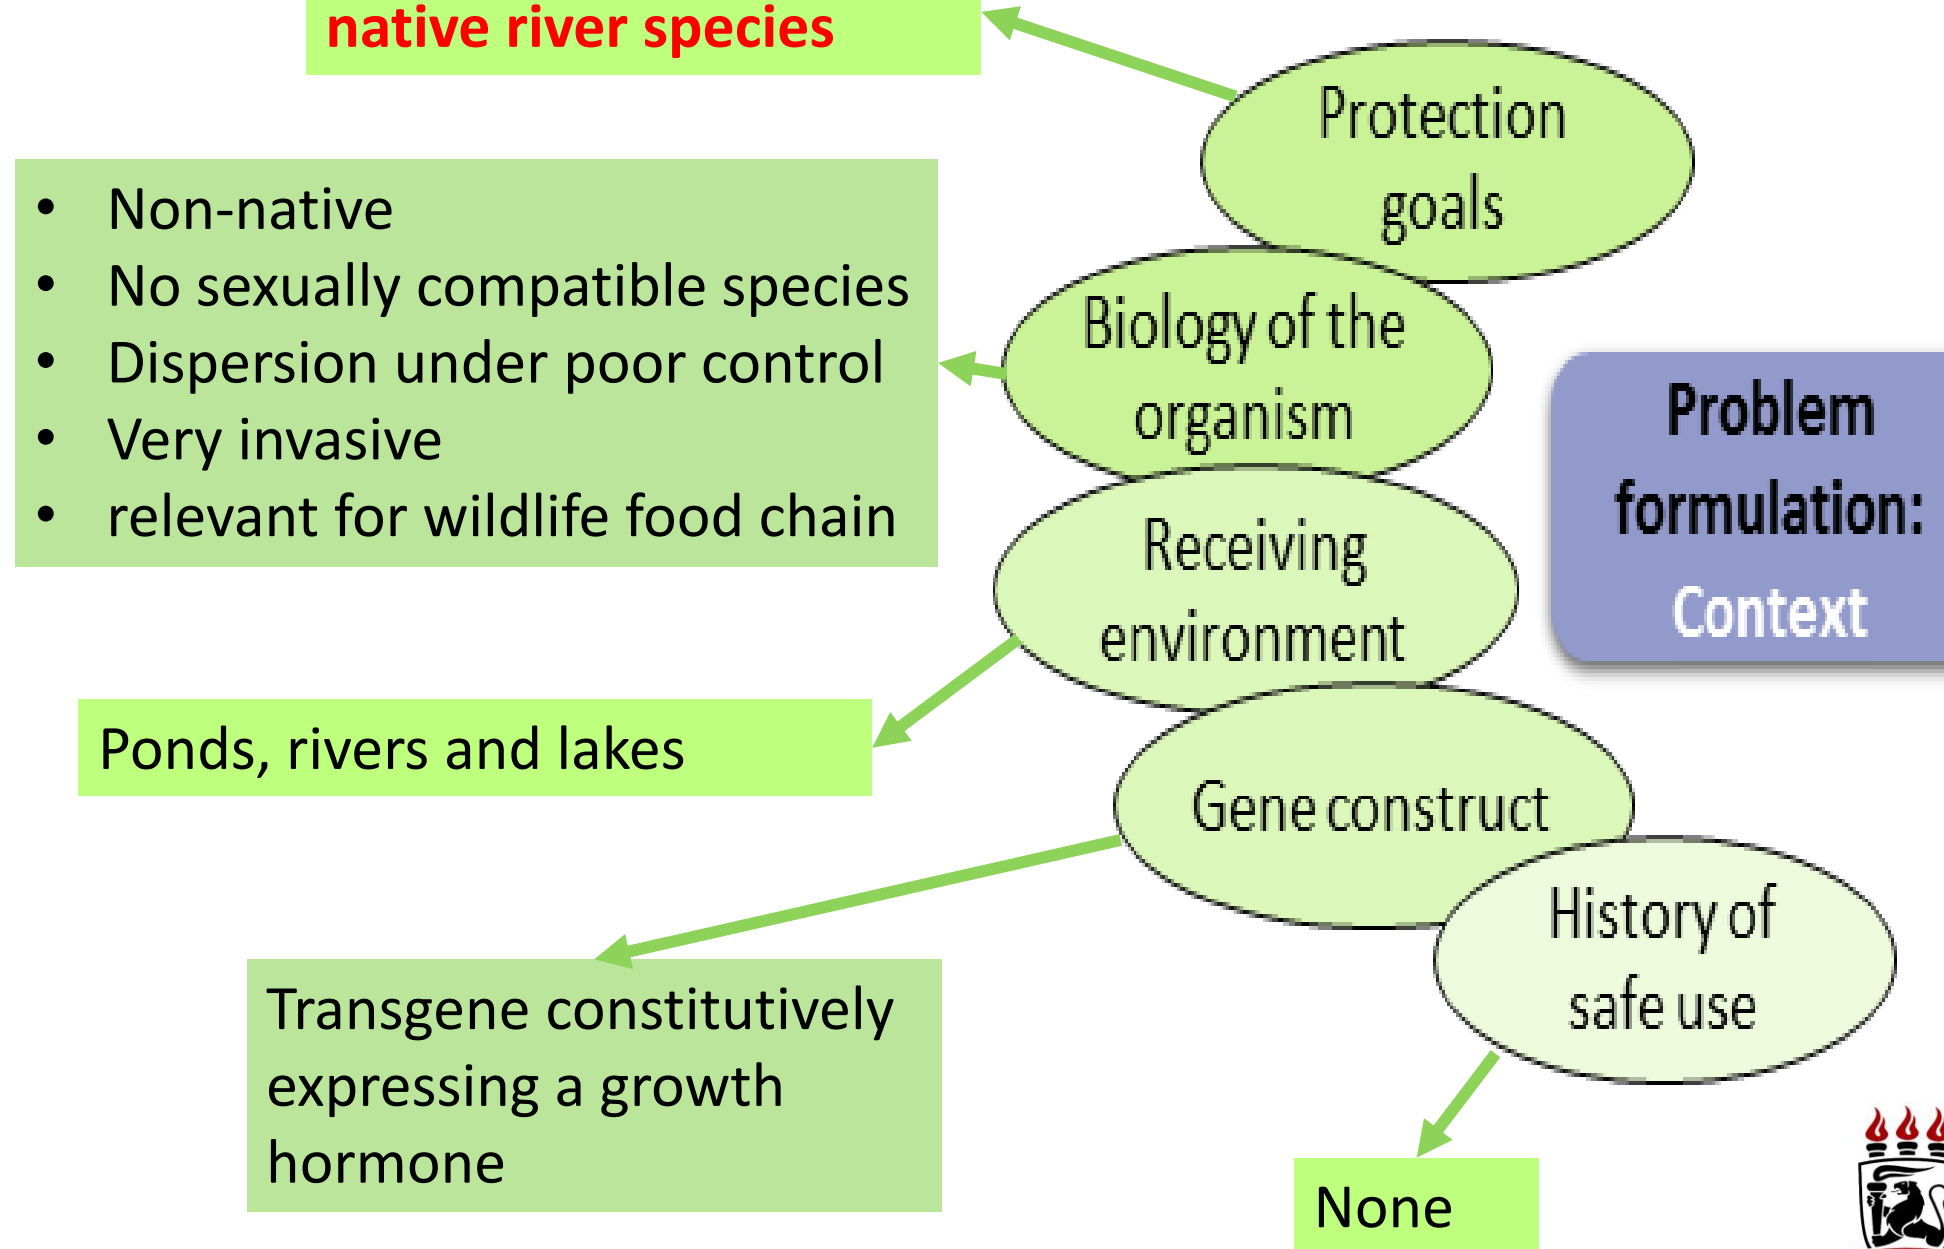 native river species
Protection
goals
• Non-native
• No sexually compatible species
• Dispersion under poor control
• Very invasive
• relevant for wildlife food chain
Biology of the
organism
Problem
formulation:
Context
Receiving
environment
Ponds, rivers and lakes
Gene construct
History of
safe use
Transgene constitutively
expressing a growth
hormone
None